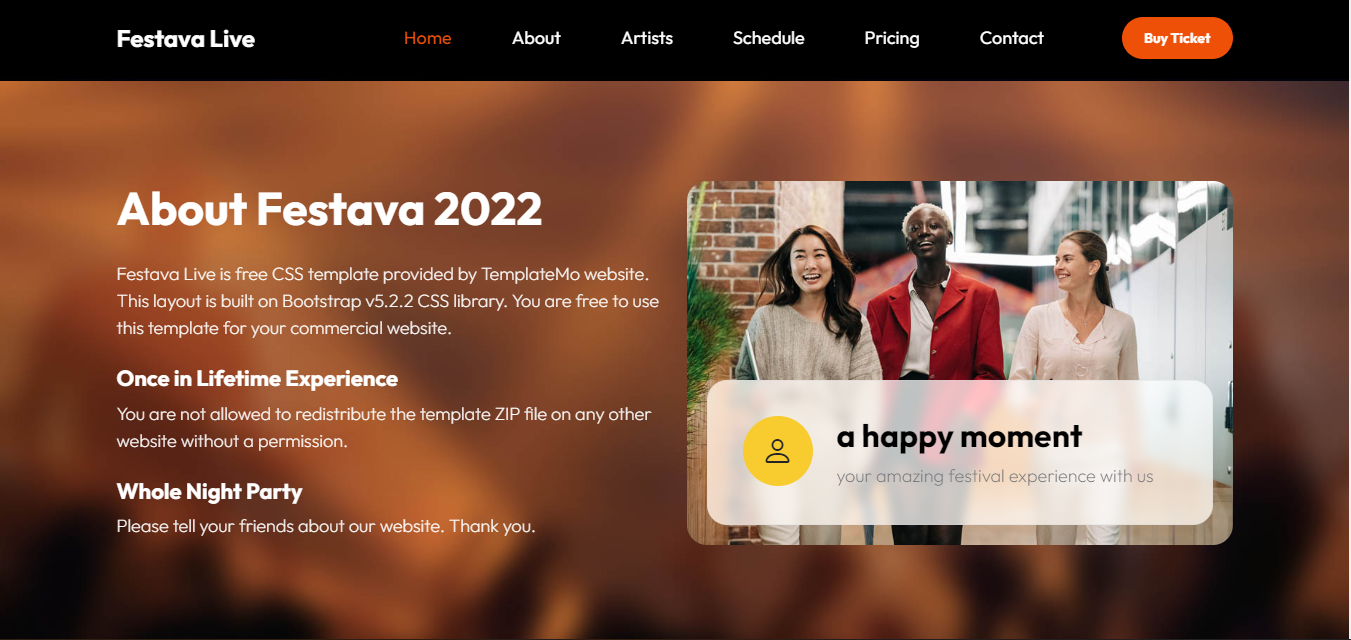 Festava Live
Home
About
Artists
Schedule
Pricing
Contact
Buy Ticket
About Festava 2022
Festava Live is free CSS template provided by TemplateMo website.
This layout is built on Bootstrap v5.2.2 CSS library. You are free to use
this template for your commercial website.
Once in Lifetime Experience
You are not allowed to redistribute the template ZIP file on any other
website without a permission.
Whole Night Party
Please tell your friends about our website. Thank you.
a happy moment
your amazing festival experience with us